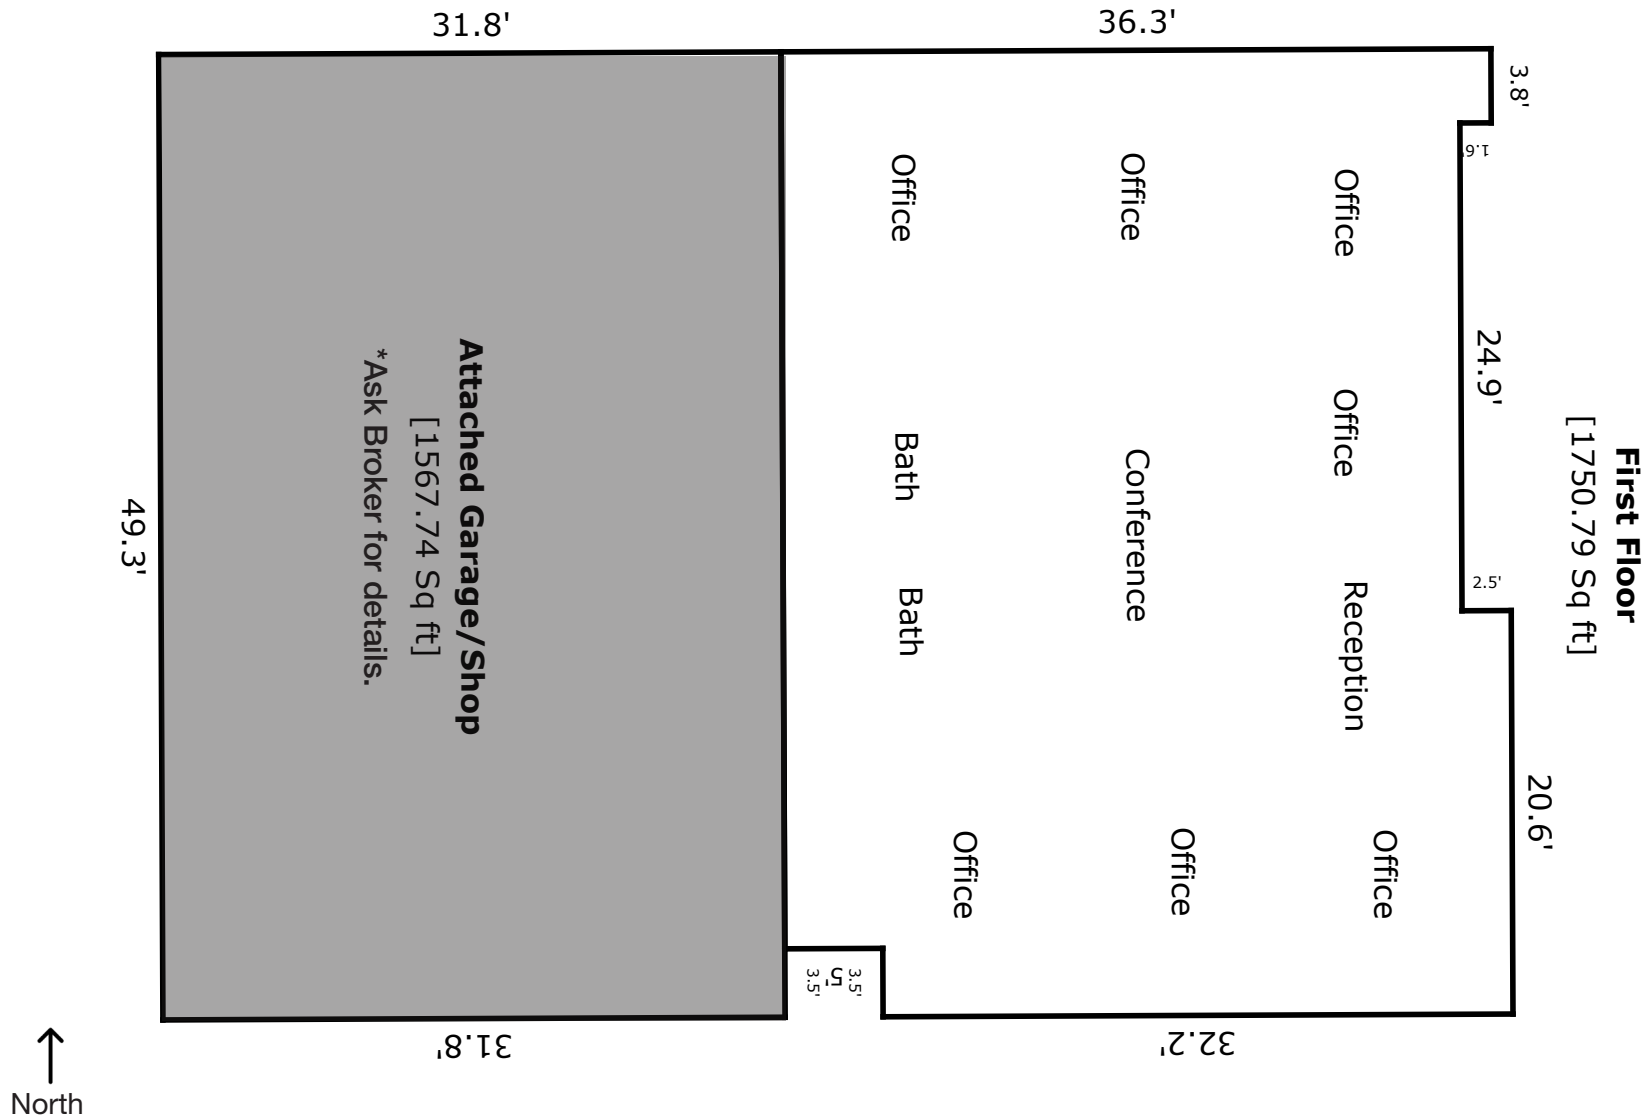 31.8'
36.3'
3.8'
1.6'
Office
Office
Office
24.9'
First Floor
[1750.79 Sq ft]
Attached Garage/Shop
[1567.74 Sq ft]
*Ask Broker for details.
49.3'
Bath
Conference
Office
2.5'
Bath
Reception
20.6'
Office
Office
Office
3.5'
5'
3.5'
31.8'
32.2'
North